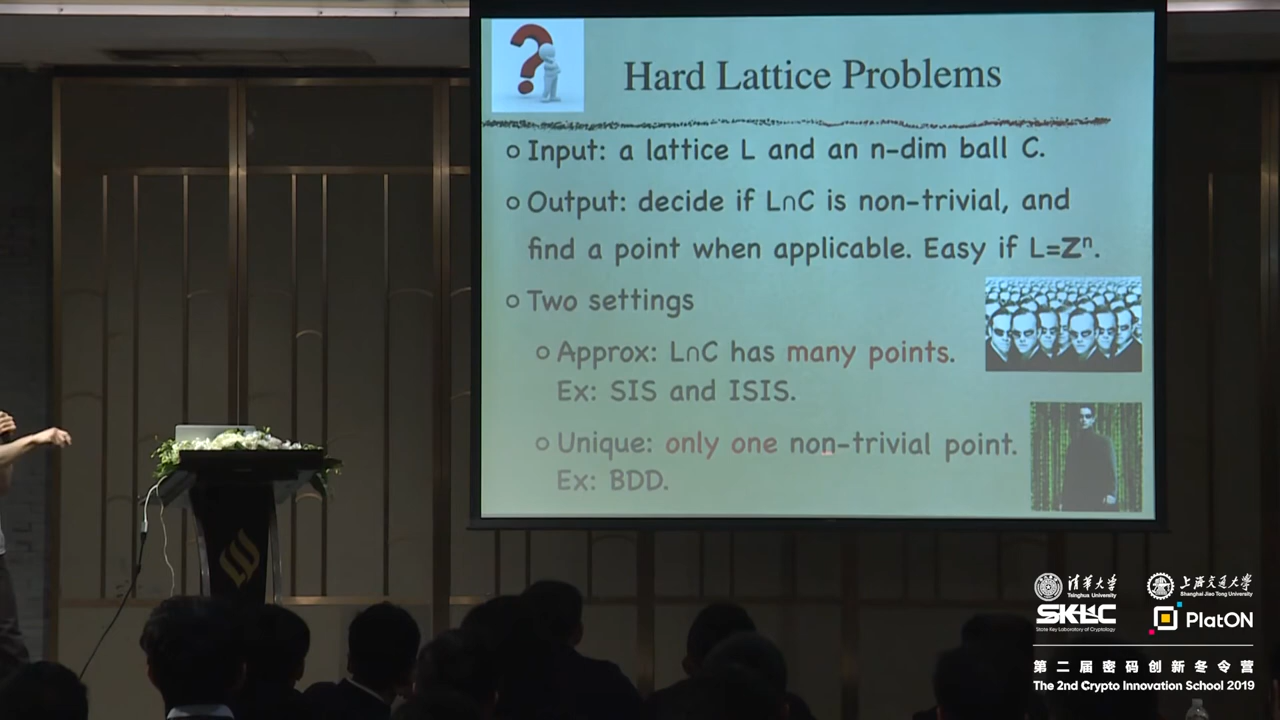 Hard Lattice Problems
○ Input: a lattice L and an n-dim ball C.
○ Output: decide if L∩C is non-trivial, and
find a point when applicable. Easy if L=Zⁿ.
○ Two settings
○ Approx: L∩C has many points.
Ex: SIS and ISIS.
○ Unique: only one non-trivial point.
Ex: BDD.
清华大学
Tsinghua University
上海交通大学
Shanghai Jiao Tong University
SKLC
State Key Laboratory of Cryptology
PlatON
第二届密码创新冬令营
The 2nd Crypto Innovation School 2019